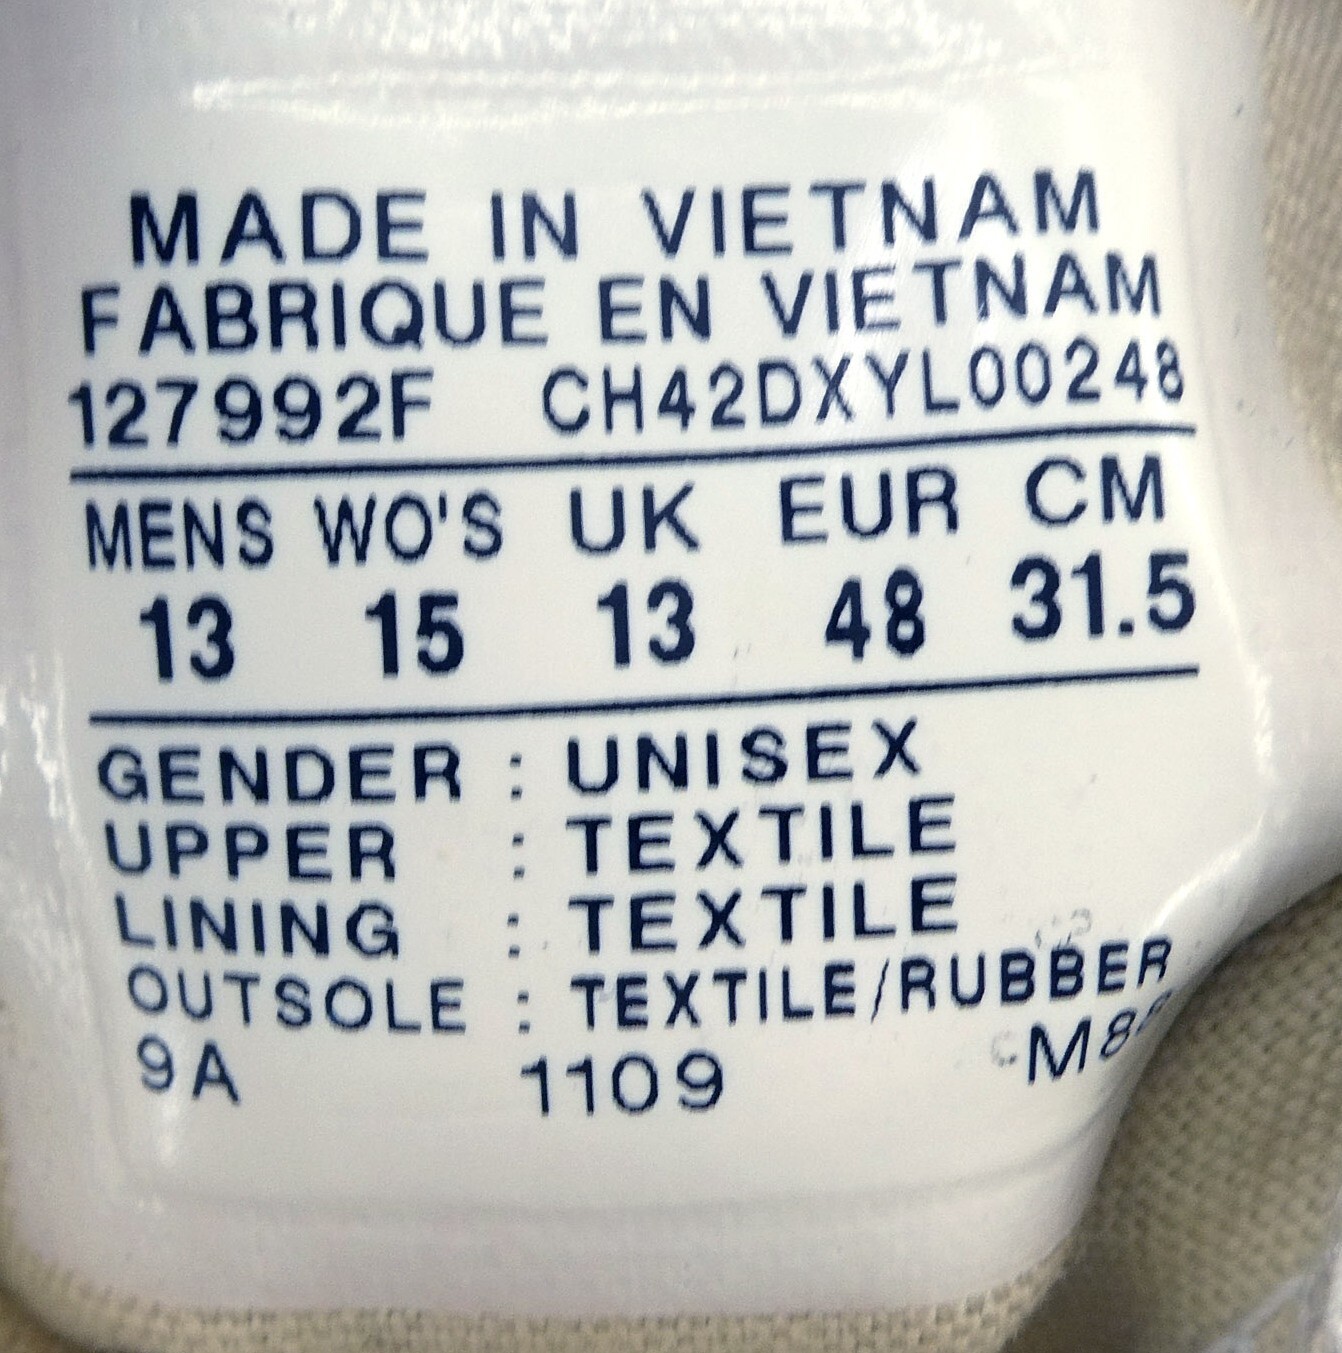 MADE IN VIETNAM
FABRIQUE EN VIETNAM
127992F CH42DXYL00248
MENS WO'S UK EUR CM
13 15 13 48 31.5
GENDER : UNISEX
UPPER : TEXTILE
LINING : TEXTILE
OUTSOLE : TEXTILE/RUBBER
9A 1109